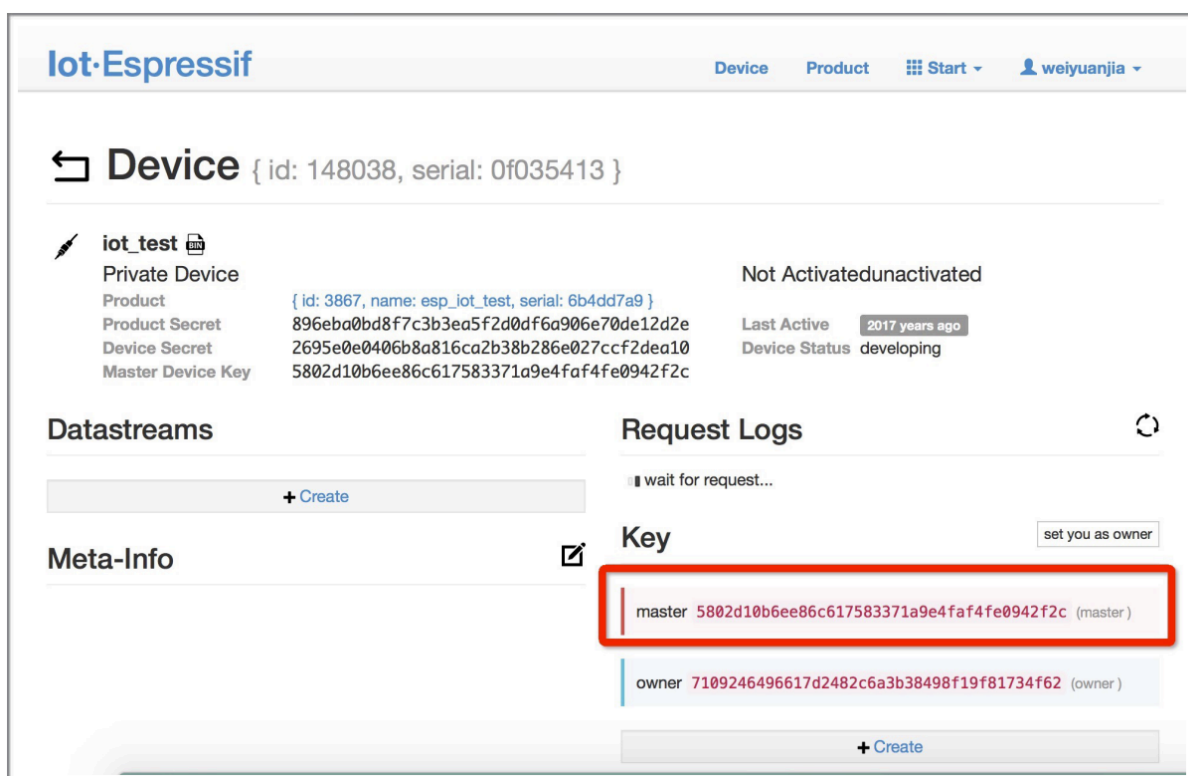 Iot·Espressif
Device Product Start weiyuanjia
Device { id: 148038, serial: 0f035413 }
iot_test BIN
Private Device
Product { id: 3867, name: esp_iot_test, serial: 6b4dd7a9 }
Product Secret 896eba0bd8f7c3b3ea5f2d0df6a906e70de12d2e
Device Secret 2695e0e0406b8a816ca2b38b286e027ccf2dea10
Master Device Key 5802d10b6ee86c617583371a9e4faf4fe0942f2c
Not Activatedunactivated
Last Active 2017 years ago
Device Status developing
Datastreams
+ Create
Meta-Info
Request Logs
wait for request...
Key
set you as owner
master 5802d10b6ee86c617583371a9e4faf4fe0942f2c (master )
owner 7109246496617d2482c6a3b38498f19f81734f62 (owner )
+ Create